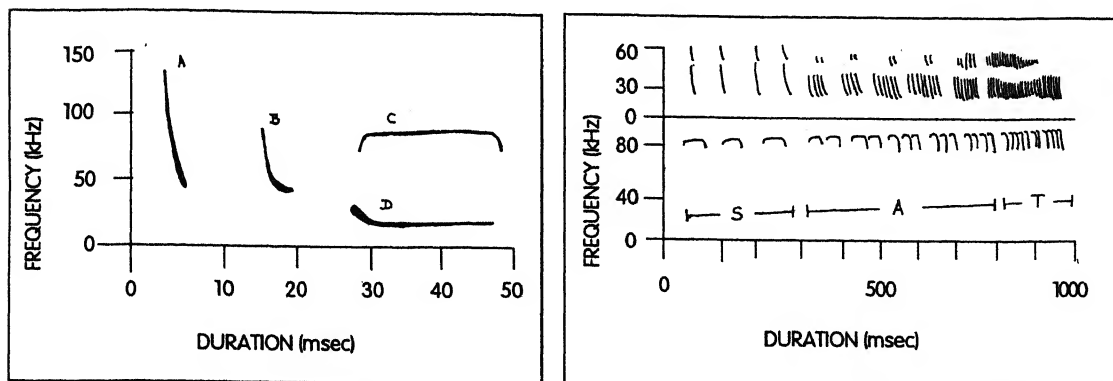 FREQUENCY (kHz)
150
100
50
0
A
B
C
D
0
10
20
30
40
50
DURATION (msec)
FREQUENCY (kHz)
60
30
0
80
40
0
S
A
T
0
500
1000
DURATION (msec)